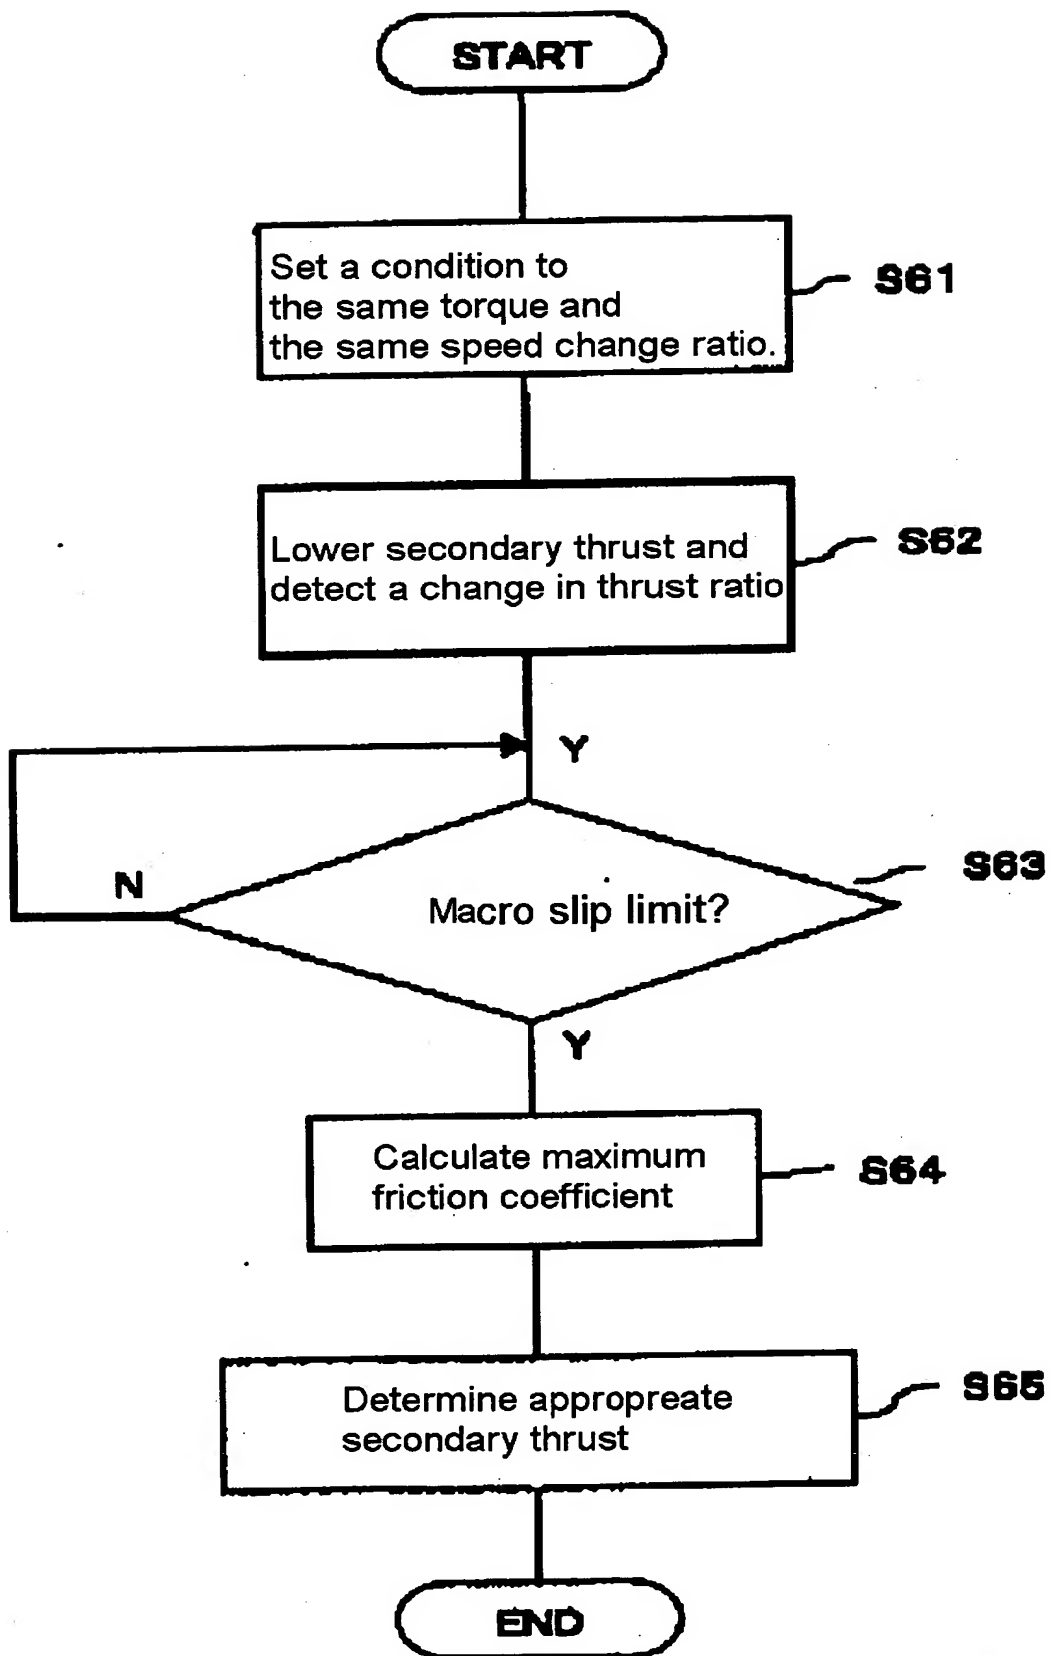 START
Set a condition to
the same torque and
the same speed change ratio.
S61
Lower secondary thrust and
detect a change in thrust ratio
S62
Y
N
Macro slip limit?
S63
Y
Calculate maximum
friction coefficient
S64
Determine appropreate
secondary thrust
S65
END